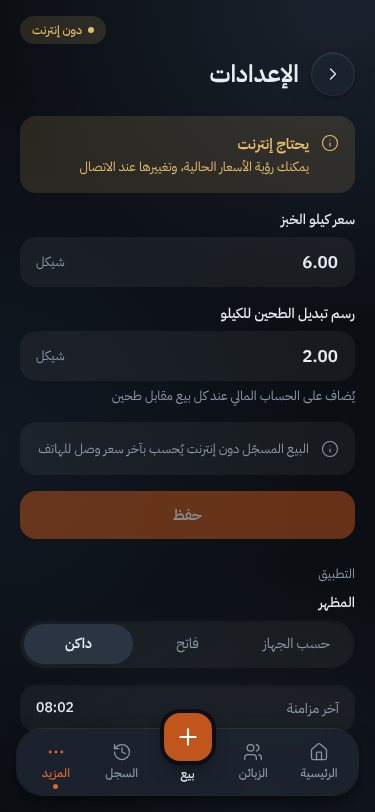 دون إنترنت
الإعدادات
يحتاج إنترنت
يمكنك رؤية الأسعار الحالية، وتغييرها عند الاتصال
سعر كيلو الخبز
6.00 شيكل
رسم تبديل الطحين للكيلو
2.00 شيكل
يُضاف على الحساب المالي عند كل بيع مقابل طحين
البيع المسجّل دون إنترنت يُحسب بآخر سعر وصل للهاتف
حفظ
التطبيق
المظهر
حسب الجهاز فاتح داكن
آخر مزامنة 08:02
الرئيسية الزبائن بيع السجل المزيد